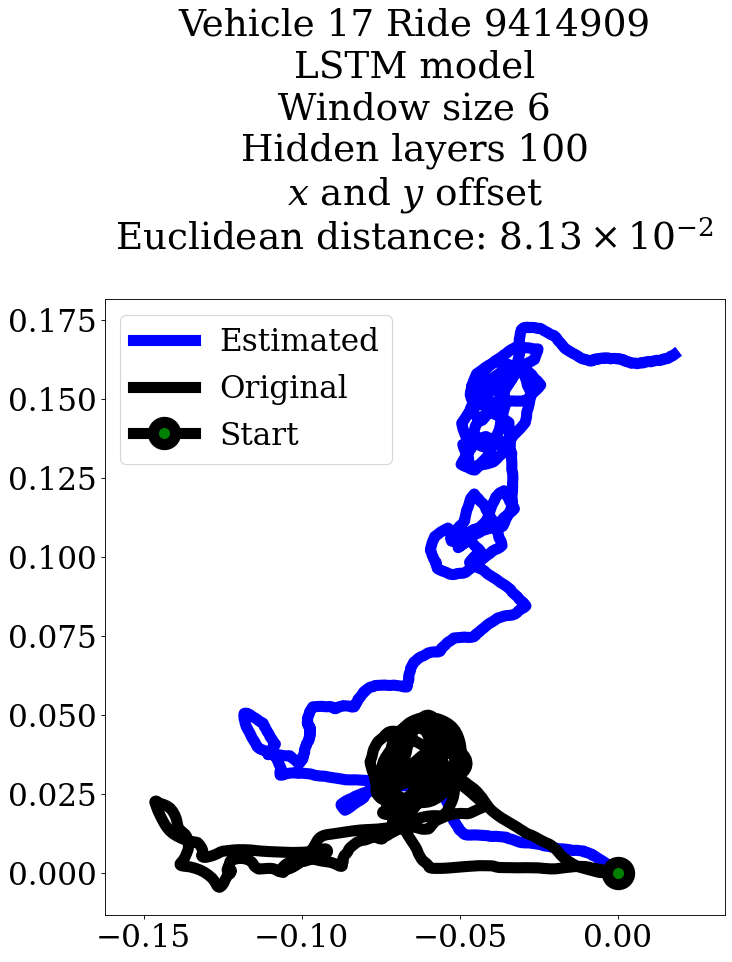 Vehicle 17 Ride 9414909
LSTM model
Window size 6
Hidden layers 100
x and y offset
Euclidean distance: 8.13 × 10⁻²
Estimated
Original
Start
0.175
0.150
0.125
0.100
0.075
0.050
0.025
0.000
−0.15 −0.10 −0.05 0.00